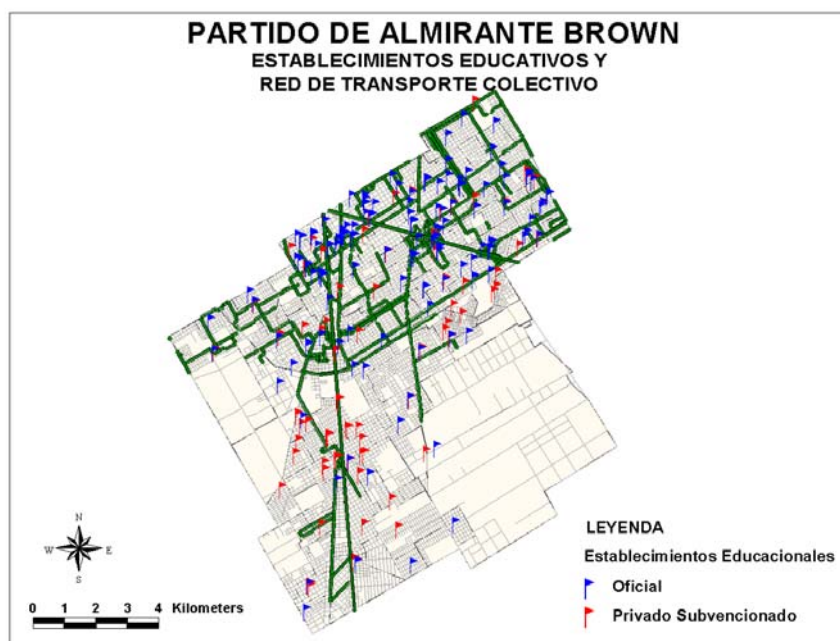 PARTIDO DE ALMIRANTE BROWN
ESTABLECIMIENTOS EDUCATIVOS Y
RED DE TRANSPORTE COLECTIVO
N
W E
S
0 1 2 3 4 Kilometers
LEYENDA
Establecimientos Educacionales
Oficial
Privado Subvencionado